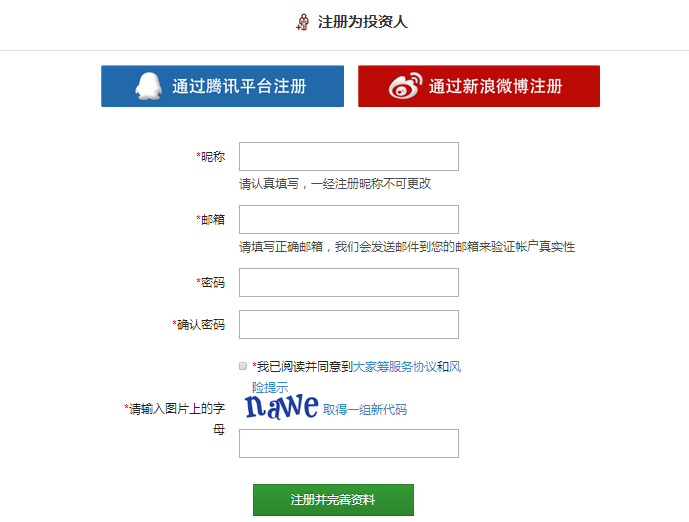 注册为投资人
通过腾讯平台注册
通过新浪微博注册
*昵称
请认真填写，一经注册昵称不可更改
*邮箱
请填写正确邮箱，我们会发送邮件到您的邮箱来验证帐户真实性
*密码
*确认密码
*我已阅读并同意到大家筹服务协议和风
险提示
*请输入图片上的字
母
nawe 取得一组新代码
注册并完善资料